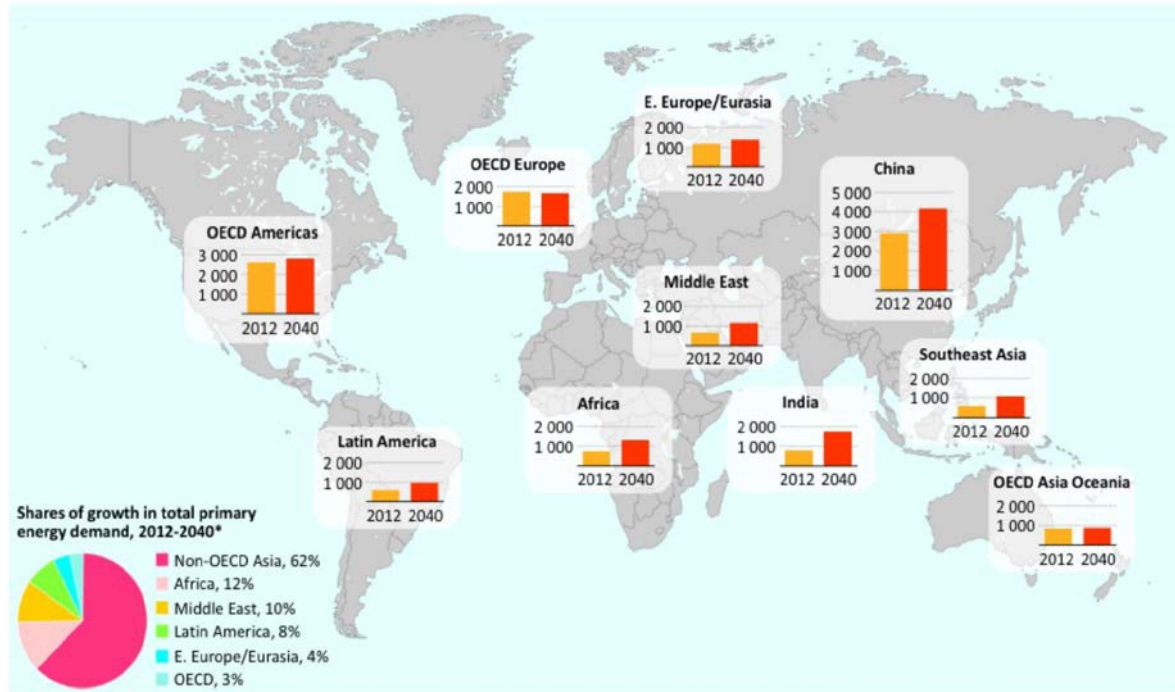 E. Europe/Eurasia
2 000
1 000
2012 2040
OECD Europe
2 000
1 000
2012 2040
China
5 000
4 000
3 000
2 000
1 000
2012 2040
OECD Americas
3 000
2 000
1 000
2012 2040
Middle East
2 000
1 000
2012 2040
Southeast Asia
2 000
1 000
2012 2040
Africa
2 000
1 000
2012 2040
India
2 000
1 000
2012 2040
Latin America
2 000
1 000
2012 2040
OECD Asia Oceania
2 000
1 000
2012 2040
Shares of growth in total primary
energy demand, 2012-2040*
Non-OECD Asia, 62%
Africa, 12%
Middle East, 10%
Latin America, 8%
E. Europe/Eurasia, 4%
OECD, 3%